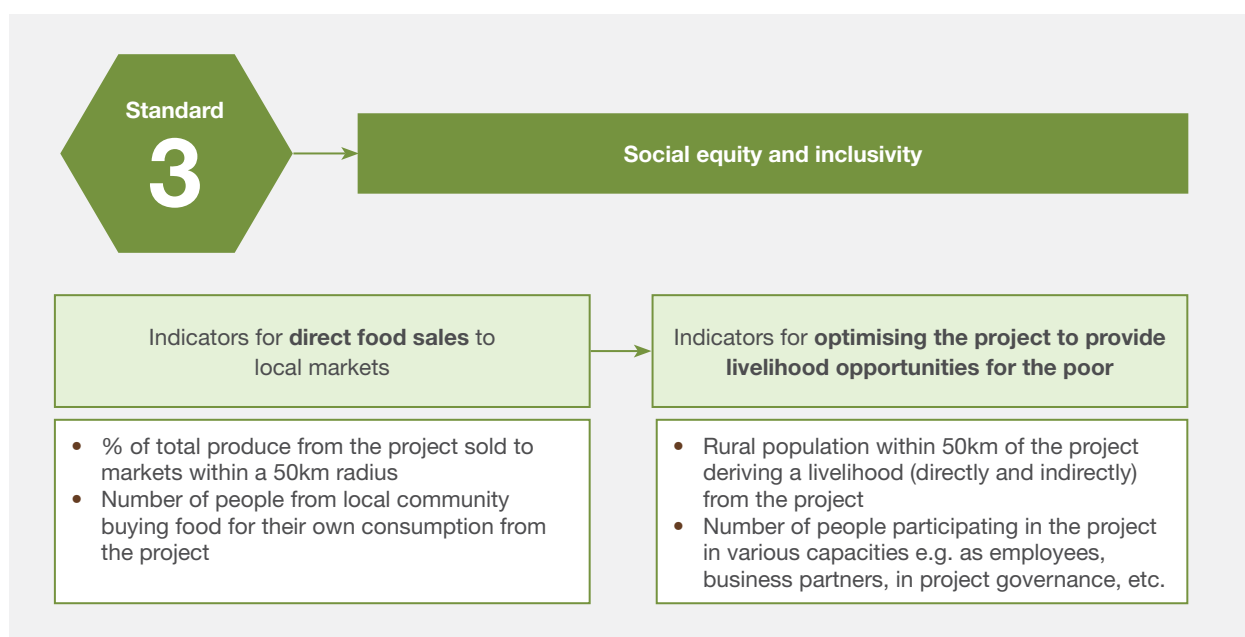 Standard
3
Social equity and inclusivity
Indicators for direct food sales to
local markets
Indicators for optimising the project to provide
livelihood opportunities for the poor
• % of total produce from the project sold to
markets within a 50km radius
• Number of people from local community
buying food for their own consumption from
the project
• Rural population within 50km of the project
deriving a livelihood (directly and indirectly)
from the project
• Number of people participating in the project
in various capacities e.g. as employees,
business partners, in project governance, etc.